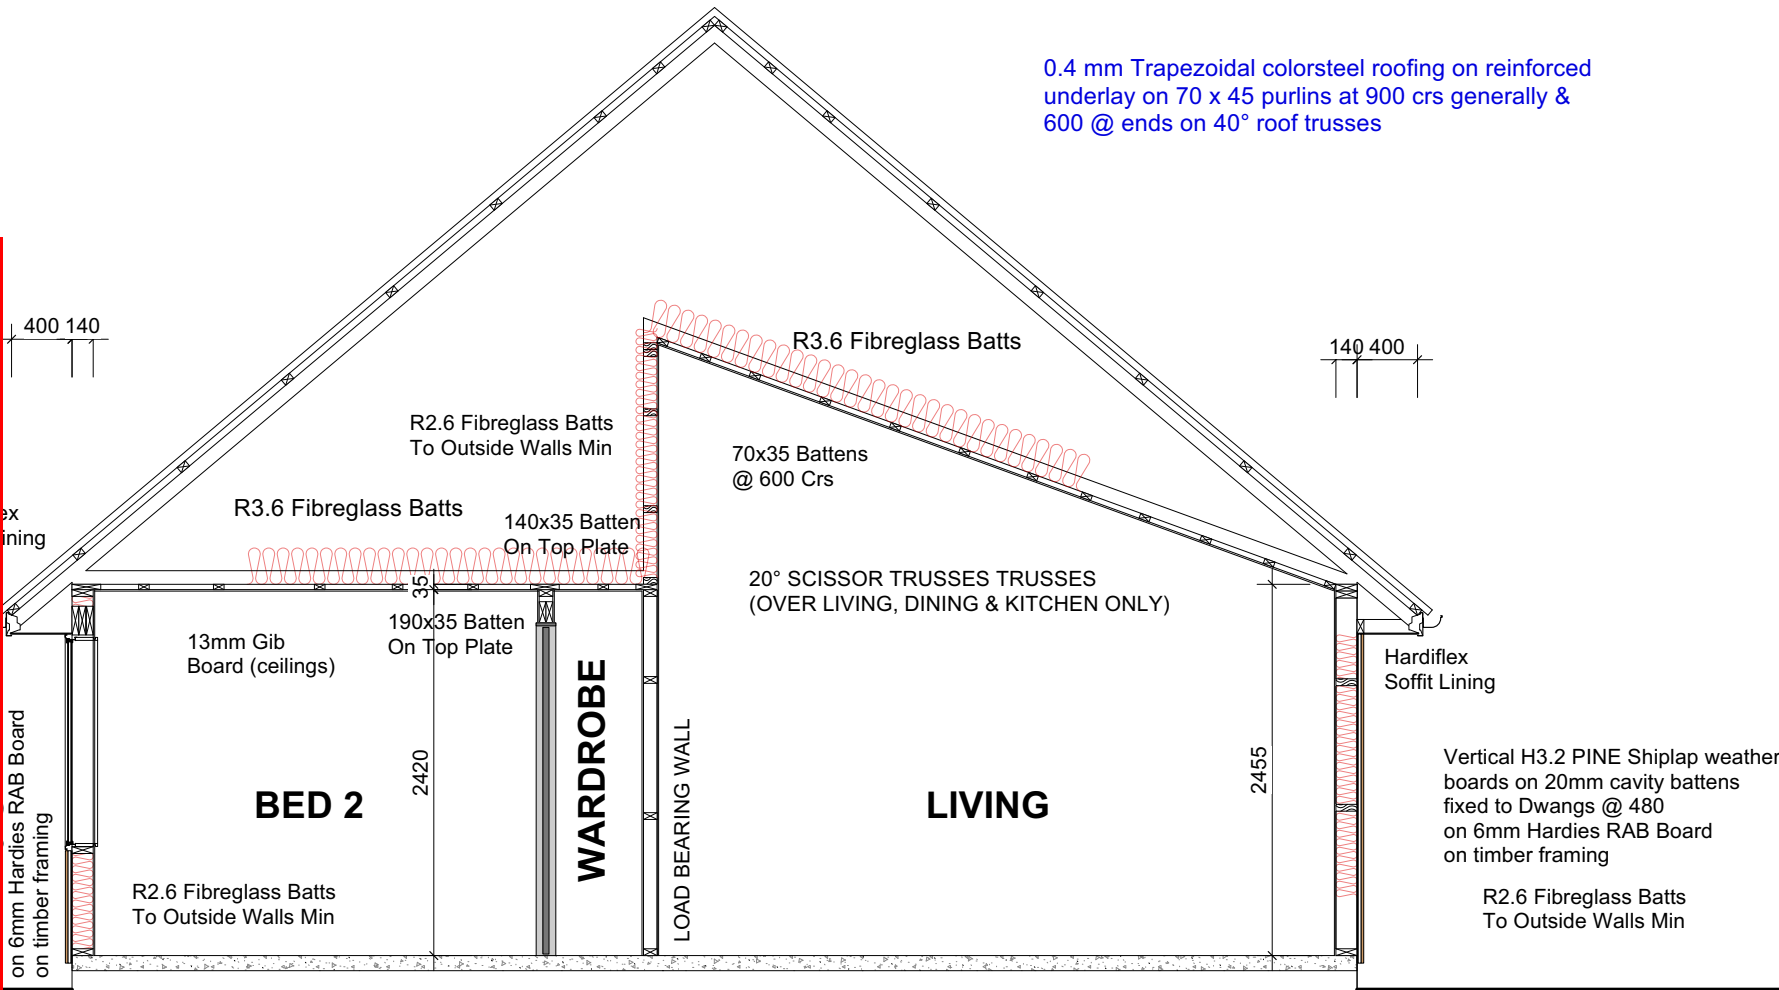 0.4 mm Trapezoidal colorsteel roofing on reinforced
underlay on 70 x 45 purlins at 900 crs generally &
600 @ ends on 40° roof trusses
400 140
140 400
R3.6 Fibreglass Batts
R2.6 Fibreglass Batts
To Outside Walls Min
70x35 Battens
@ 600 Crs
R3.6 Fibreglass Batts
140x35 Batten
On Top Plate
ex
ining
20° SCISSOR TRUSSES TRUSSES
(OVER LIVING, DINING & KITCHEN ONLY)
35
190x35 Batten
On Top Plate
13mm Gib
Board (ceilings)
Hardiflex
Soffit Lining
WARDROBE
LOAD BEARING WALL
2420
2455
BED 2
LIVING
Vertical H3.2 PINE Shiplap weather
boards on 20mm cavity battens
fixed to Dwangs @ 480
on 6mm Hardies RAB Board
on timber framing
on 6mm Hardies RAB Board
on timber framing
R2.6 Fibreglass Batts
To Outside Walls Min
R2.6 Fibreglass Batts
To Outside Walls Min